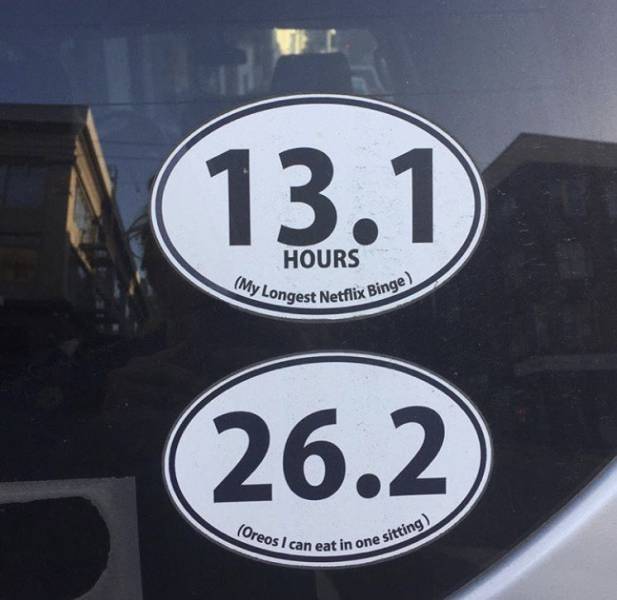 13.1
HOURS
(My Longest Netflix Binge)
26.2
(Oreos I can eat in one sitting)